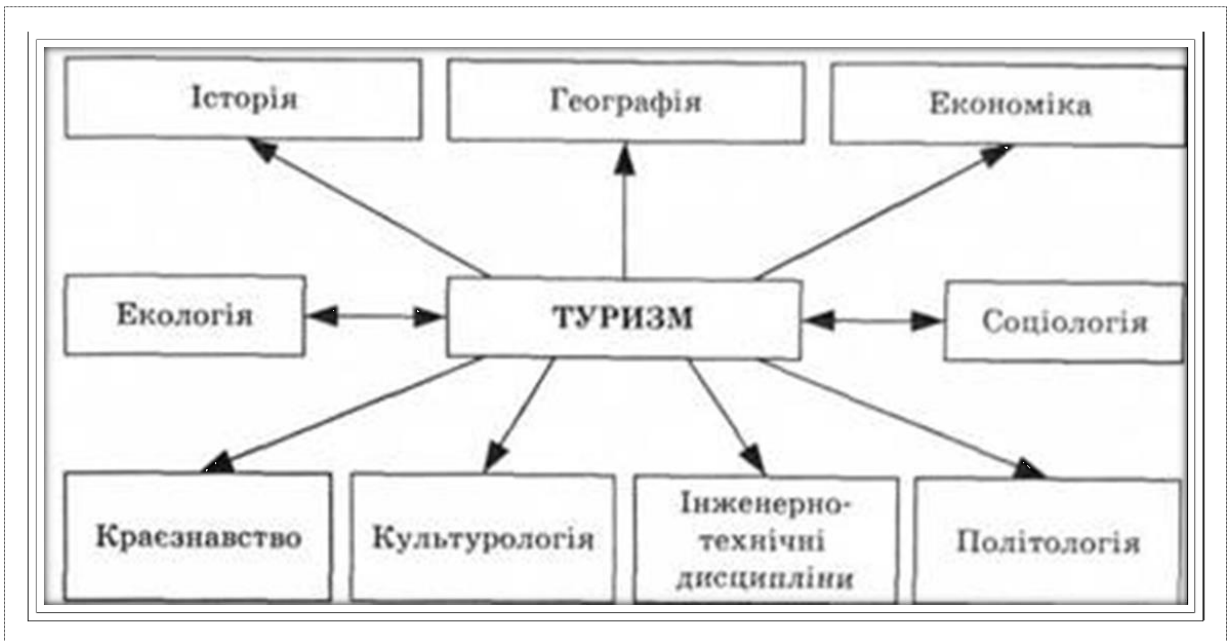 Історія
Географія
Економіка
Екологія
ТУРИЗМ
Соціологія
Краєзнавство
Культурологія
Інженерно-
технічні
дисципліни
Політологія